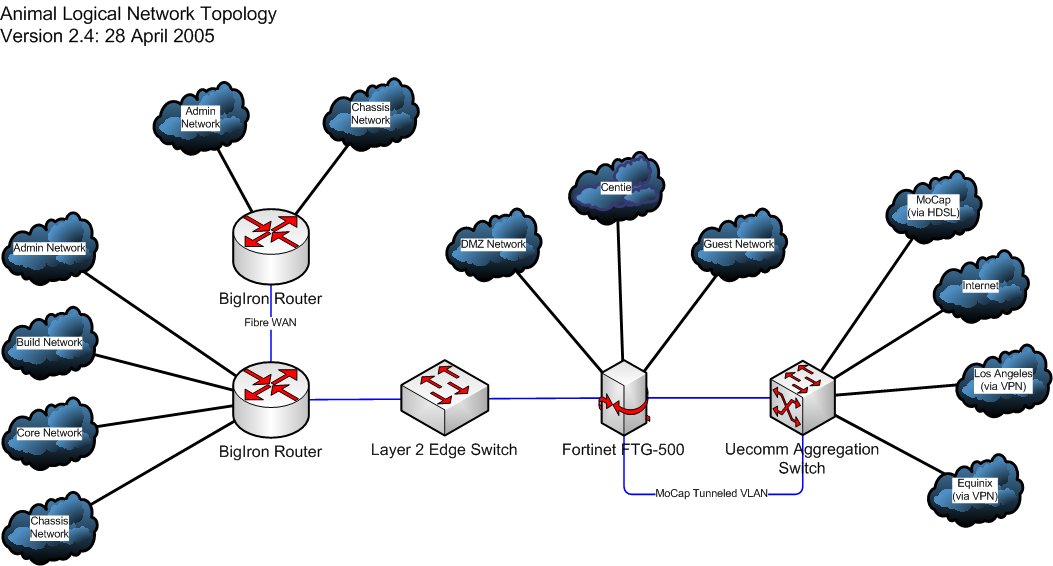 Animal Logical Network Topology
Version 2.4: 28 April 2005
Admin
Network
Chassis
Network
Centie
MoCap
(via HDSL)
Admin Network
DMZ Network
Guest Network
Internet
BigIron Router
Fibre WAN
Build Network
Los Angeles
(via VPN)
Core Network
BigIron Router
Layer 2 Edge Switch
Fortinet FTG-500
Uecomm Aggregation
Switch
Equinix
(via VPN)
MoCap Tunneled VLAN
Chassis
Network